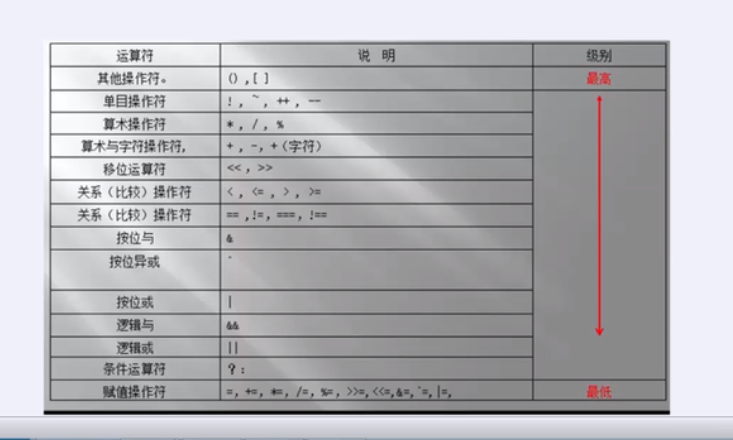 运算符 说 明 级别
其他操作符。 () ,[ ] 最高
单目操作符 ! , ~ , ++ , --
算术操作符 * , / , %
算术与字符操作符, + , -, +（字符）
移位运算符 << , >>
关系（比较）操作符 < , <= , > , >=
关系（比较）操作符 == ,!=, ===, !==
按位与 &
按位异或 ^
按位或 |
逻辑与 &&
逻辑或 ||
条件运算符 ? :
赋值操作符 =, +=, *=, /=, %=, >>=,<<=,&=,^=,|=, 最低